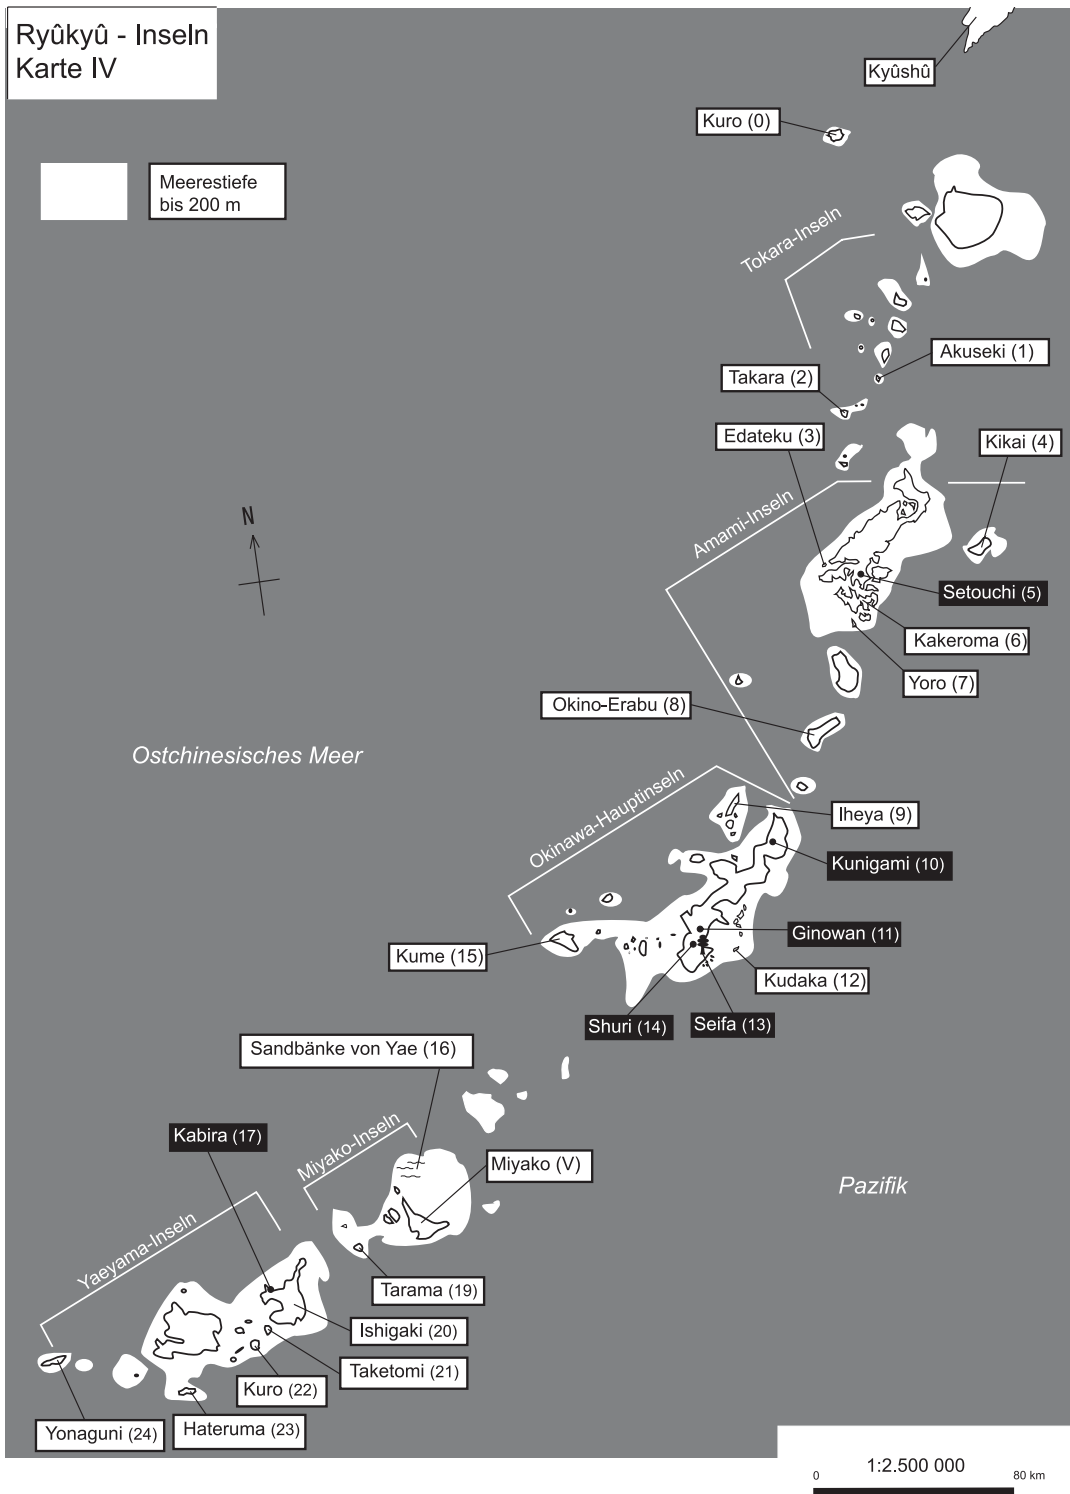 Ryûkyû - Inseln
Karte IV
Kyûshû
Kuro (0)
Meerestiefe
bis 200 m
Tokara-Inseln
Akuseki (1)
Takara (2)
Edateku (3)
Kikai (4)
Amami-Inseln
N
Setouchi (5)
Kakeroma (6)
Yoro (7)
Okino-Erabu (8)
Ostchinesisches Meer
Okinawa-Hauptinseln
Iheya (9)
Kunigami (10)
Ginowan (11)
Kume (15)
Kudaka (12)
Shuri (14)
Seifa (13)
Sandbänke von Yae (16)
Kabira (17)
Miyako-Inseln
Miyako (V)
Pazifik
Yaeyama-Inseln
Tarama (19)
Ishigaki (20)
Taketomi (21)
Kuro (22)
Hateruma (23)
Yonaguni (24)
1:2.500 000
0 80 km